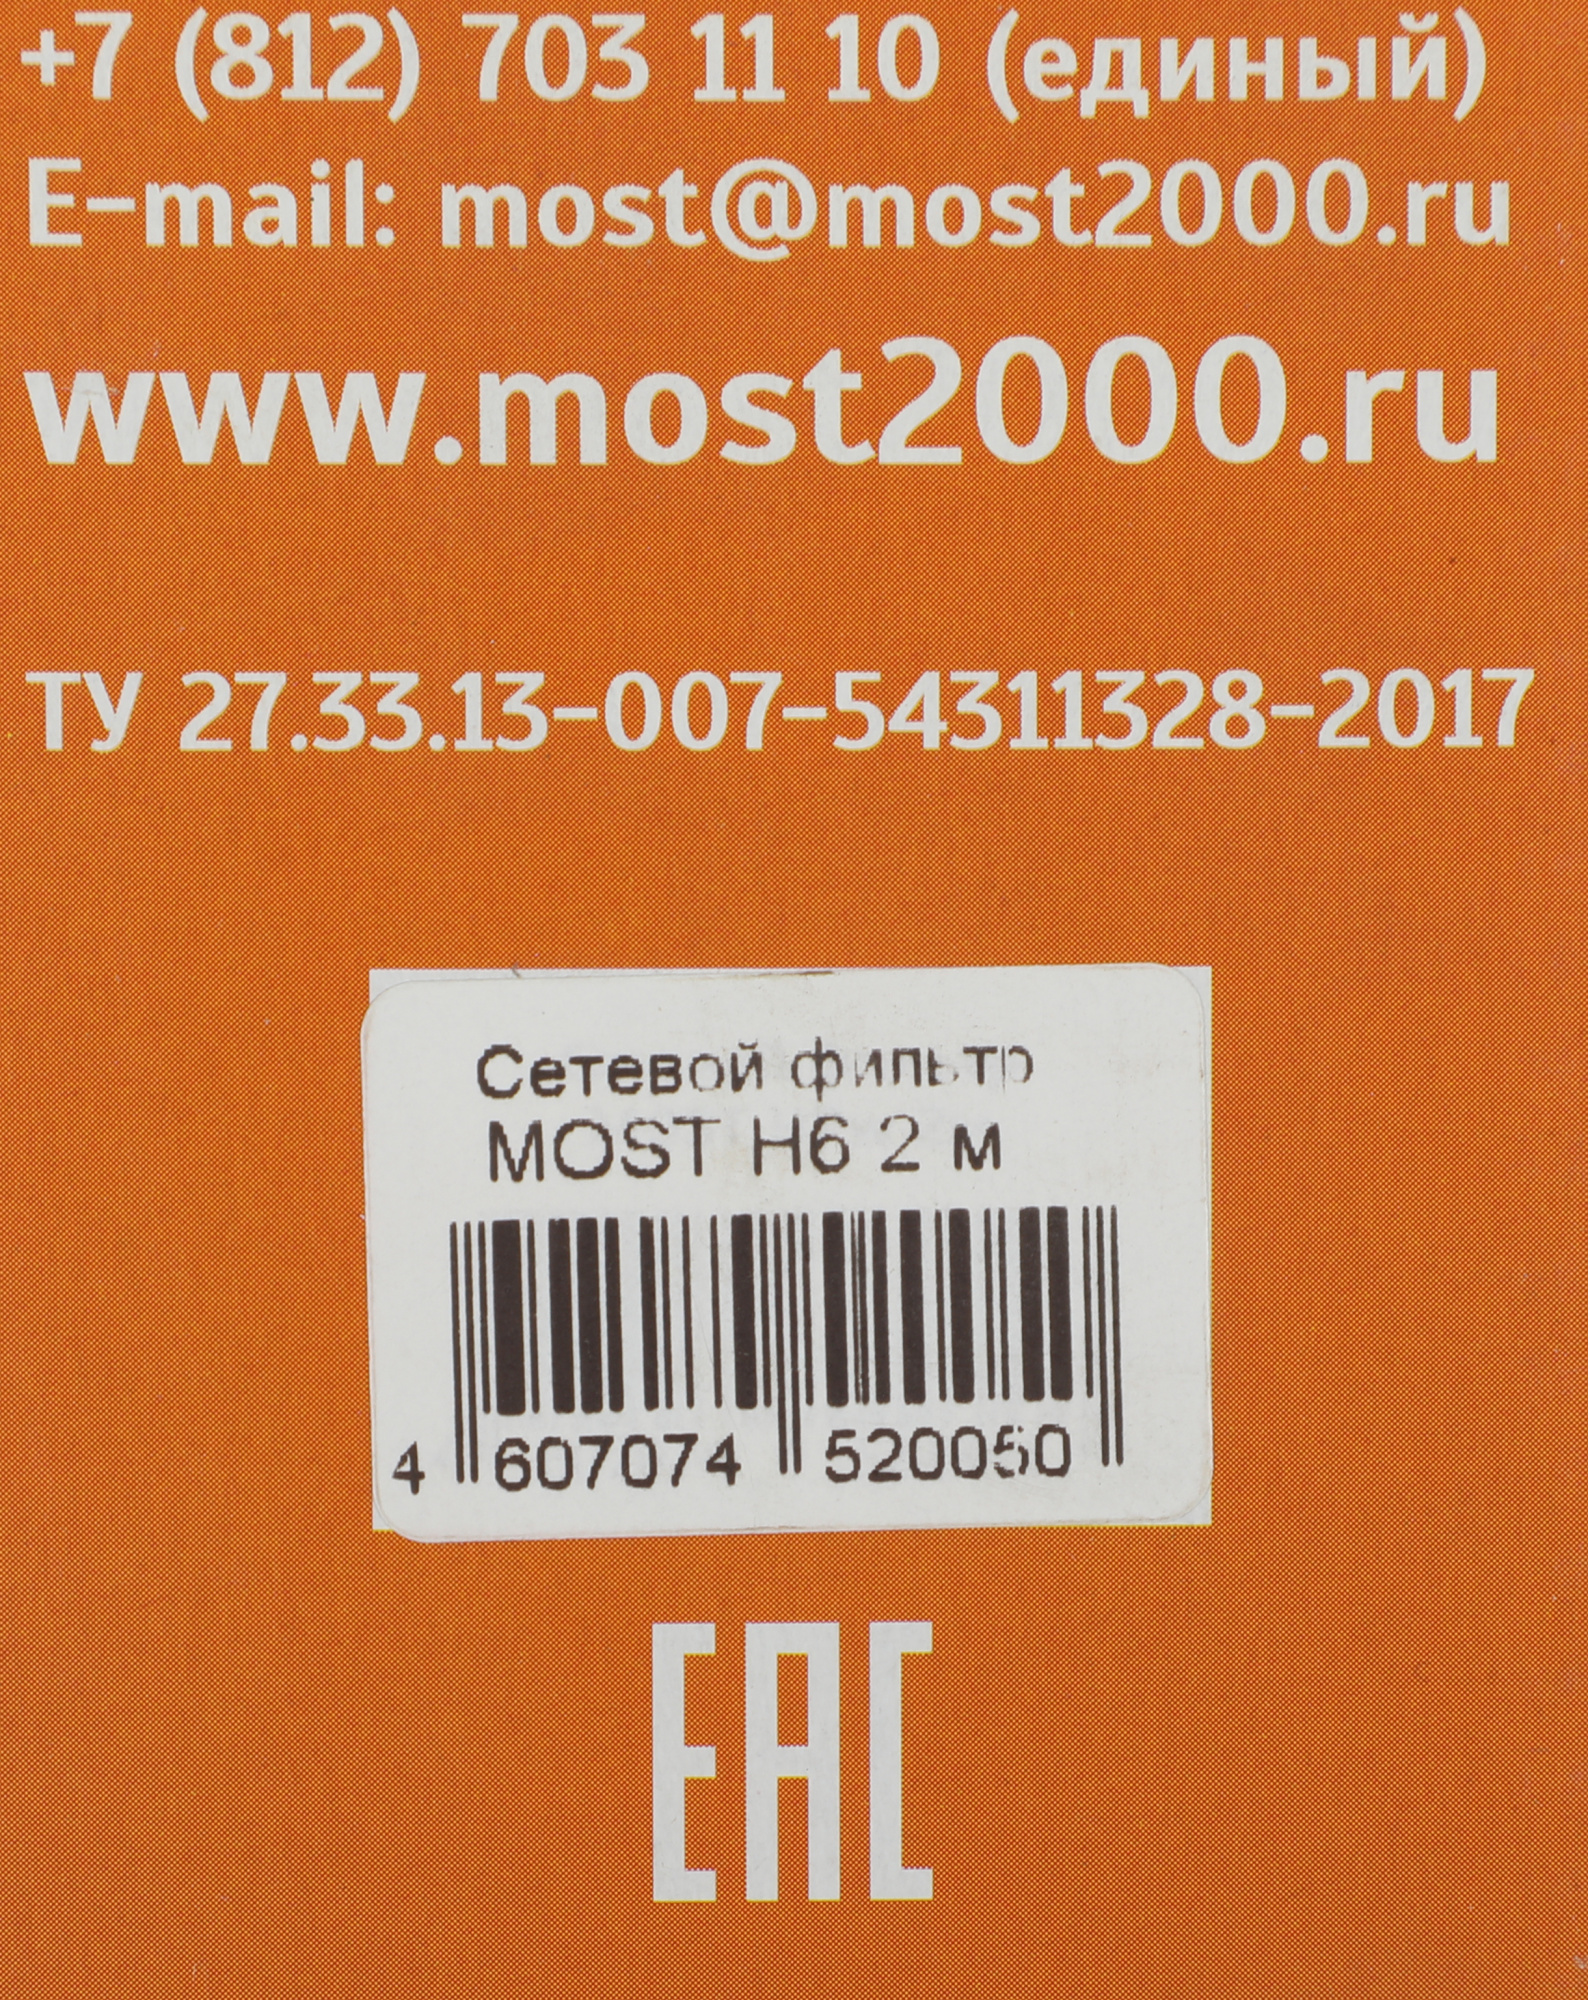 +7 (812) 703 11 10 (единый)
E-mail: most@most2000.ru
www.most2000.ru
ТУ 27.33.13-007-54311328-2017
Сетевой фильтр
MOST H6 2 м
4 607074 520050
EAC